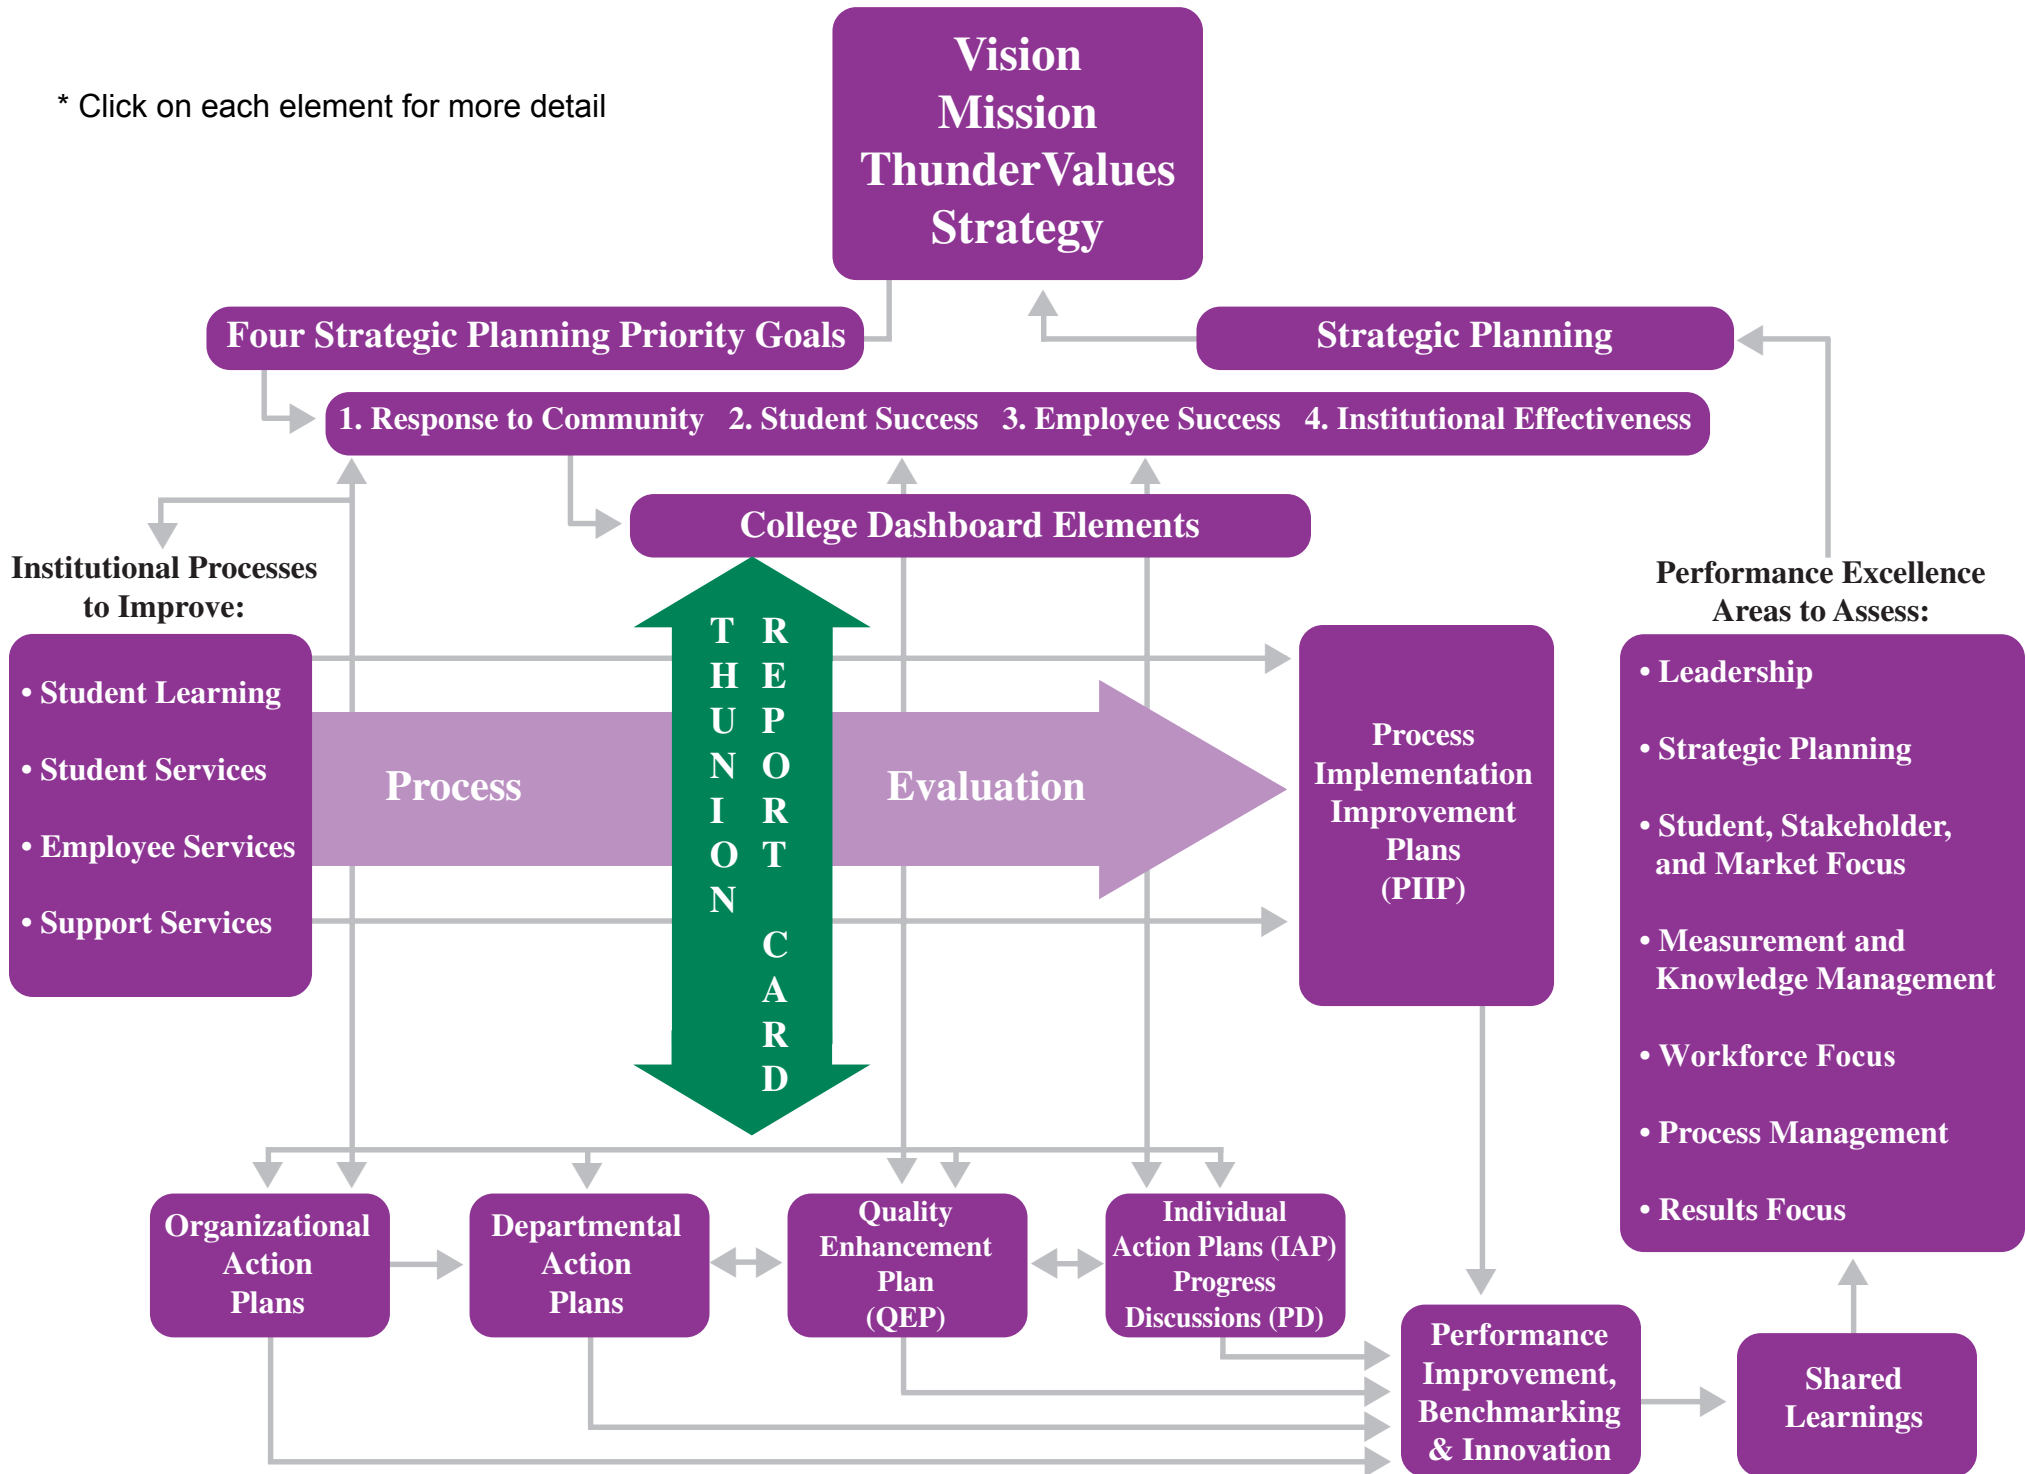 * Click on each element for more detail
Vision
Mission
ThunderValues
Strategy
Four Strategic Planning Priority Goals
Strategic Planning
1. Response to Community 2. Student Success 3. Employee Success 4. Institutional Effectiveness
College Dashboard Elements
Institutional Processes
to Improve:
• Student Learning
• Student Services
• Employee Services
• Support Services
Process
THUNION
REPORT CARD
Evaluation
Process
Implementation
Improvement
Plans
(PIIP)
Performance Excellence
Areas to Assess:
• Leadership
• Strategic Planning
• Student, Stakeholder,
and Market Focus
• Measurement and
Knowledge Management
• Workforce Focus
• Process Management
• Results Focus
Organizational
Action
Plans
Departmental
Action
Plans
Quality
Enhancement
Plan
(QEP)
Individual
Action Plans (IAP)
Progress
Discussions (PD)
Performance
Improvement,
Benchmarking
& Innovation
Shared
Learnings